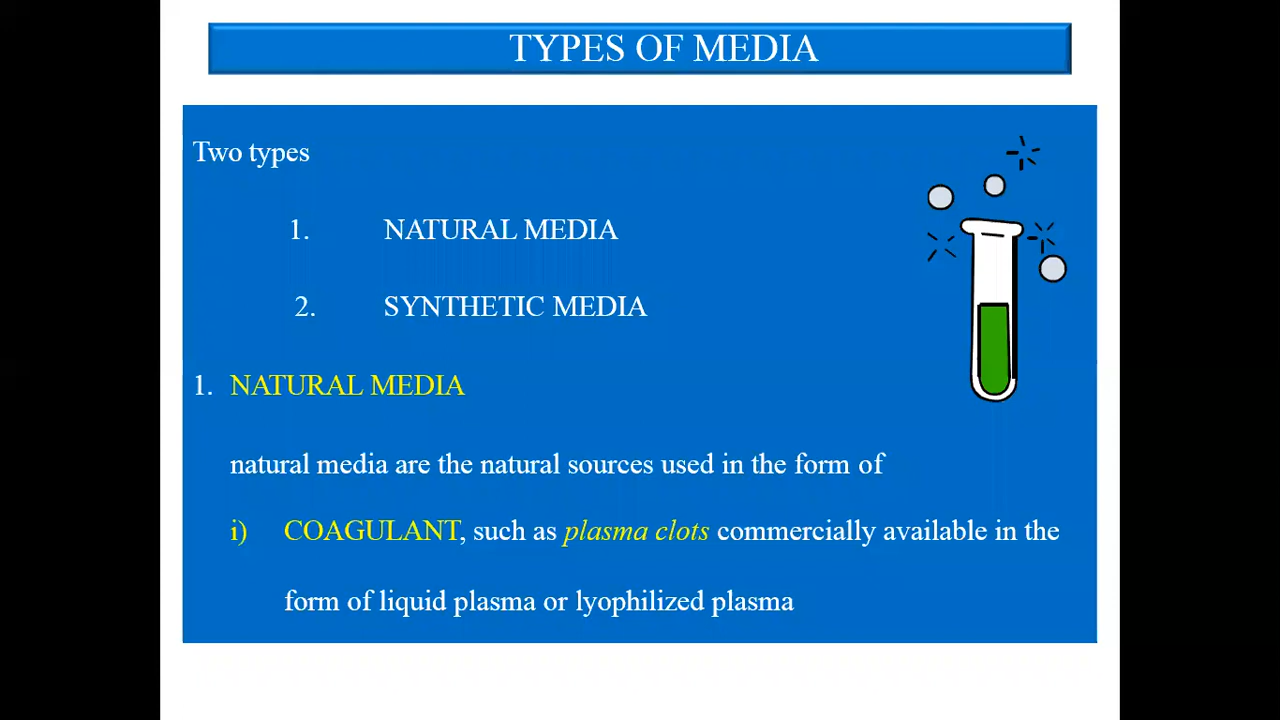 TYPES OF MEDIA
Two types
1. NATURAL MEDIA
2. SYNTHETIC MEDIA
1. NATURAL MEDIA
natural media are the natural sources used in the form of
i) COAGULANT, such as plasma clots commercially available in the
form of liquid plasma or lyophilized plasma